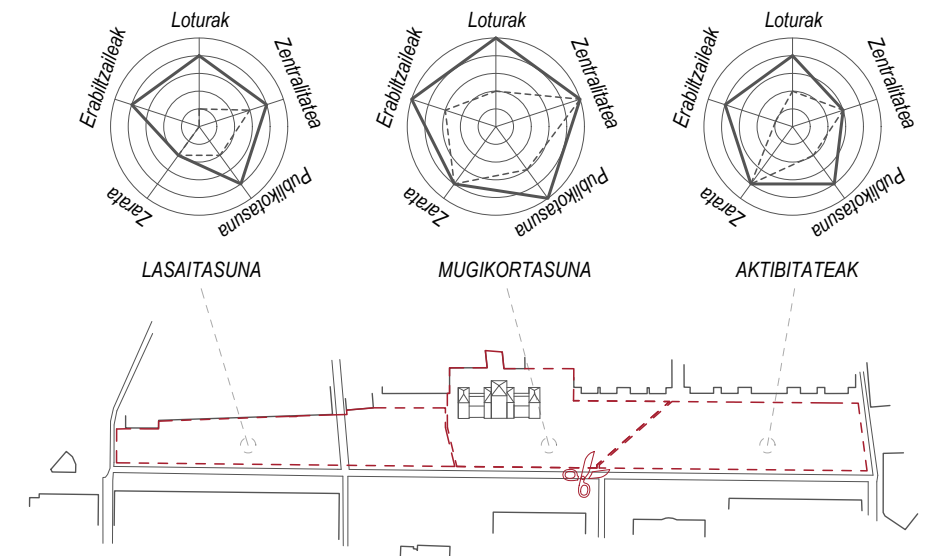 Loturak
Zentralitatea
Publikotasuna
Zarata
Erabiltzaileak
Loturak
Zentralitatea
Publikotasuna
Zarata
Erabiltzaileak
Loturak
Zentralitatea
Publikotasuna
Zarata
Erabiltzaileak
LASAITASUNA
MUGIKORTASUNA
AKTIBITATEAK